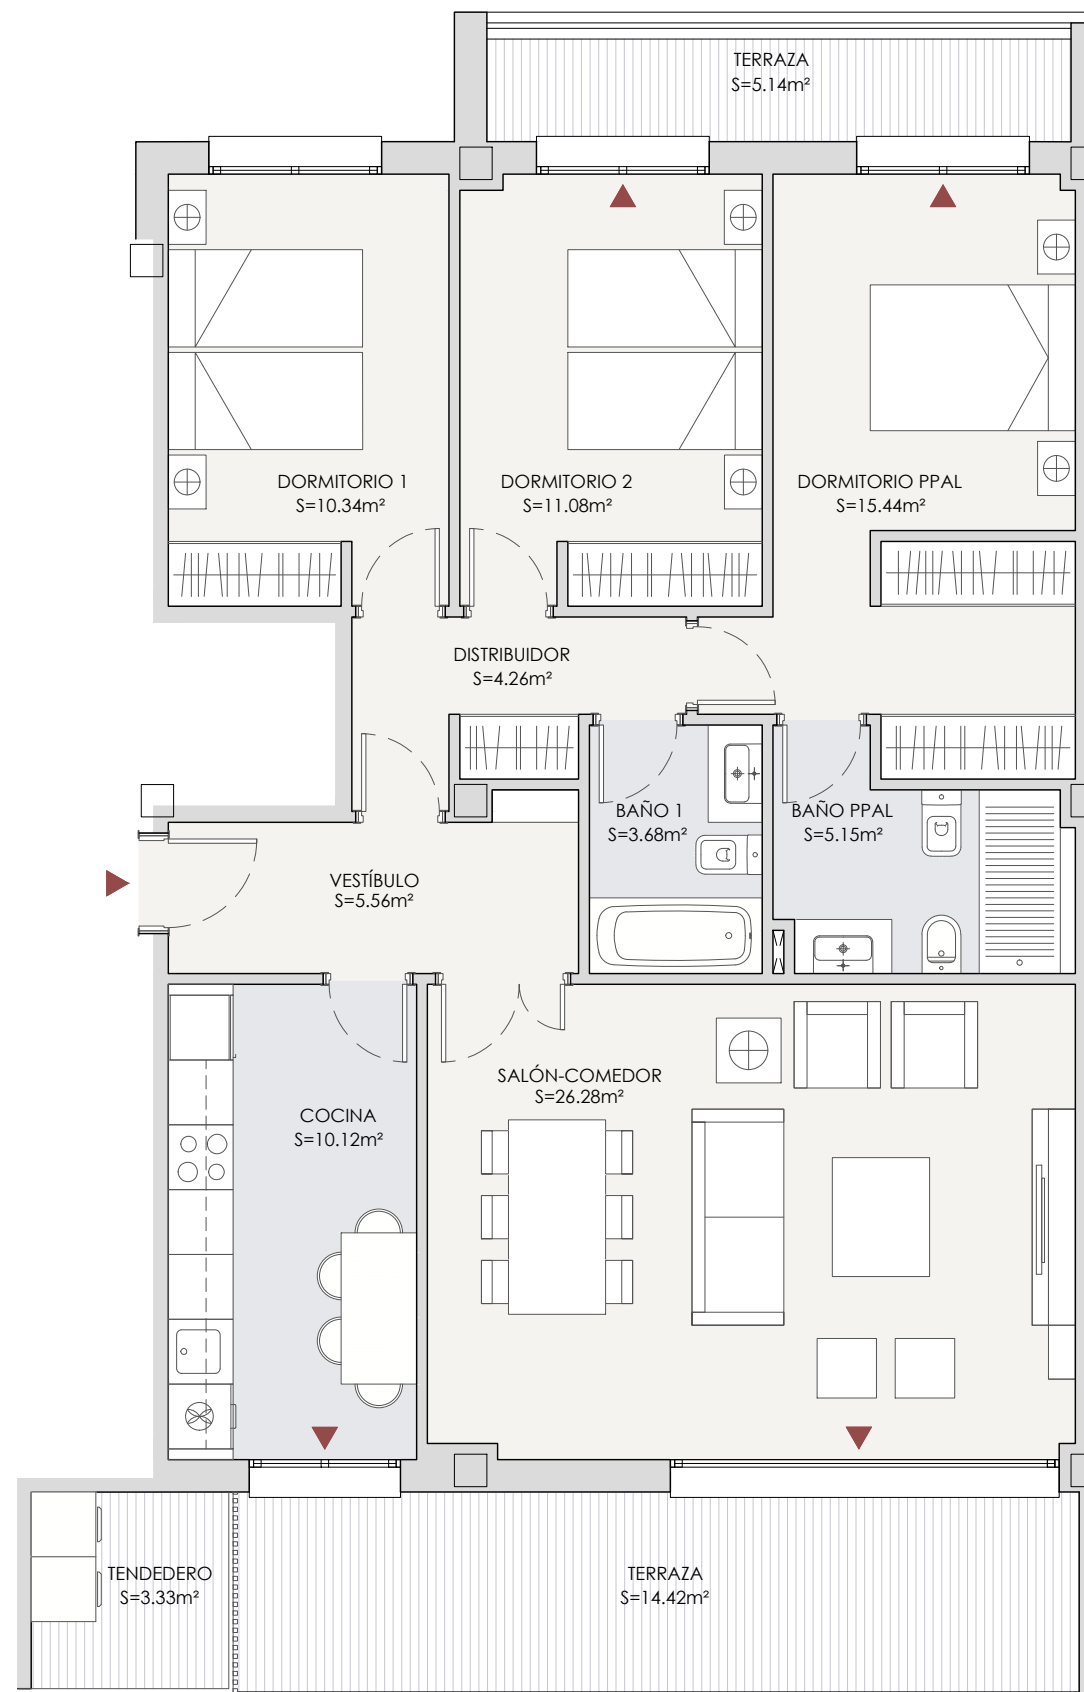 TERRAZA
S=5.14m²
DORMITORIO 1
S=10.34m²
DORMITORIO 2
S=11.08m²
DORMITORIO PPAL
S=15.44m²
DISTRIBUIDOR
S=4.26m²
BAÑO 1
S=3.68m²
BAÑO PPAL
S=5.15m²
VESTÍBULO
S=5.56m²
SALÓN-COMEDOR
S=26.28m²
COCINA
S=10.12m²
TENDEDERO
S=3.33m²
TERRAZA
S=14.42m²